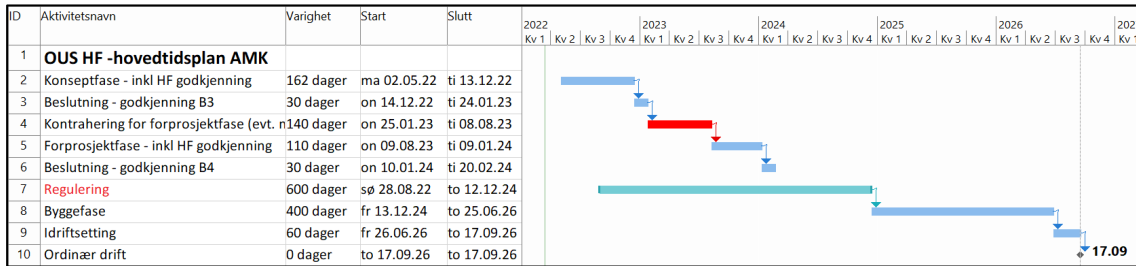 ID Aktivitetsnavn Varighet Start Slutt 2022 2023 2024 2025 2026 202
Kv 1 Kv 2 Kv 3 Kv 4 Kv 1 Kv 2 Kv 3 Kv 4 Kv 1 Kv 2 Kv 3 Kv 4 Kv 1 Kv 2 Kv 3 Kv 4 Kv 1 Kv 2 Kv 3 Kv 4 Kv 1
1 OUS HF -hovedtidsplan AMK
2 Konseptfase - inkl HF godkjenning 162 dager ma 02.05.22 ti 13.12.22
3 Beslutning - godkjenning B3 30 dager on 14.12.22 ti 24.01.23
4 Kontrahering for forprosjektfase (evt. n 140 dager on 25.01.23 ti 08.08.23
5 Forprosjektfase - inkl HF godkjenning 110 dager on 09.08.23 ti 09.01.24
6 Beslutning - godkjenning B4 30 dager on 10.01.24 ti 20.02.24
7 Regulering 600 dager sø 28.08.22 to 12.12.24
8 Byggefase 400 dager fr 13.12.24 to 25.06.26
9 Idriftsetting 60 dager fr 26.06.26 to 17.09.26
10 Ordinær drift 0 dager to 17.09.26 to 17.09.26 17.09